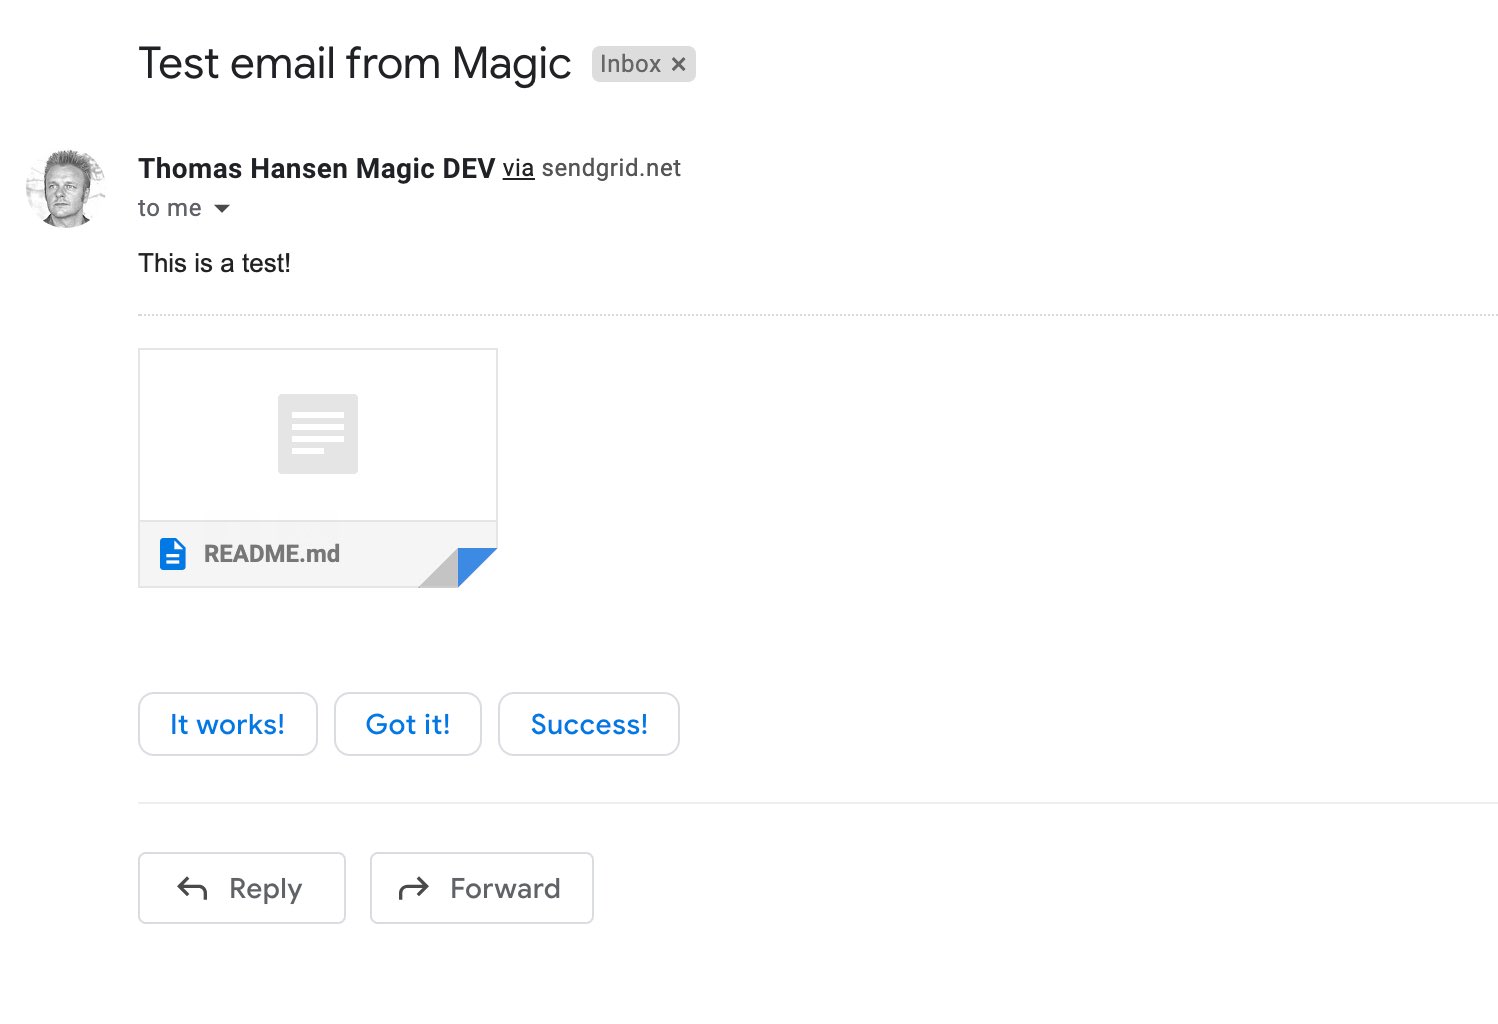 Test email from Magic Inbox ×
Thomas Hansen Magic DEV via sendgrid.net
to me
This is a test!
README.md
It works! Got it! Success!
Reply Forward